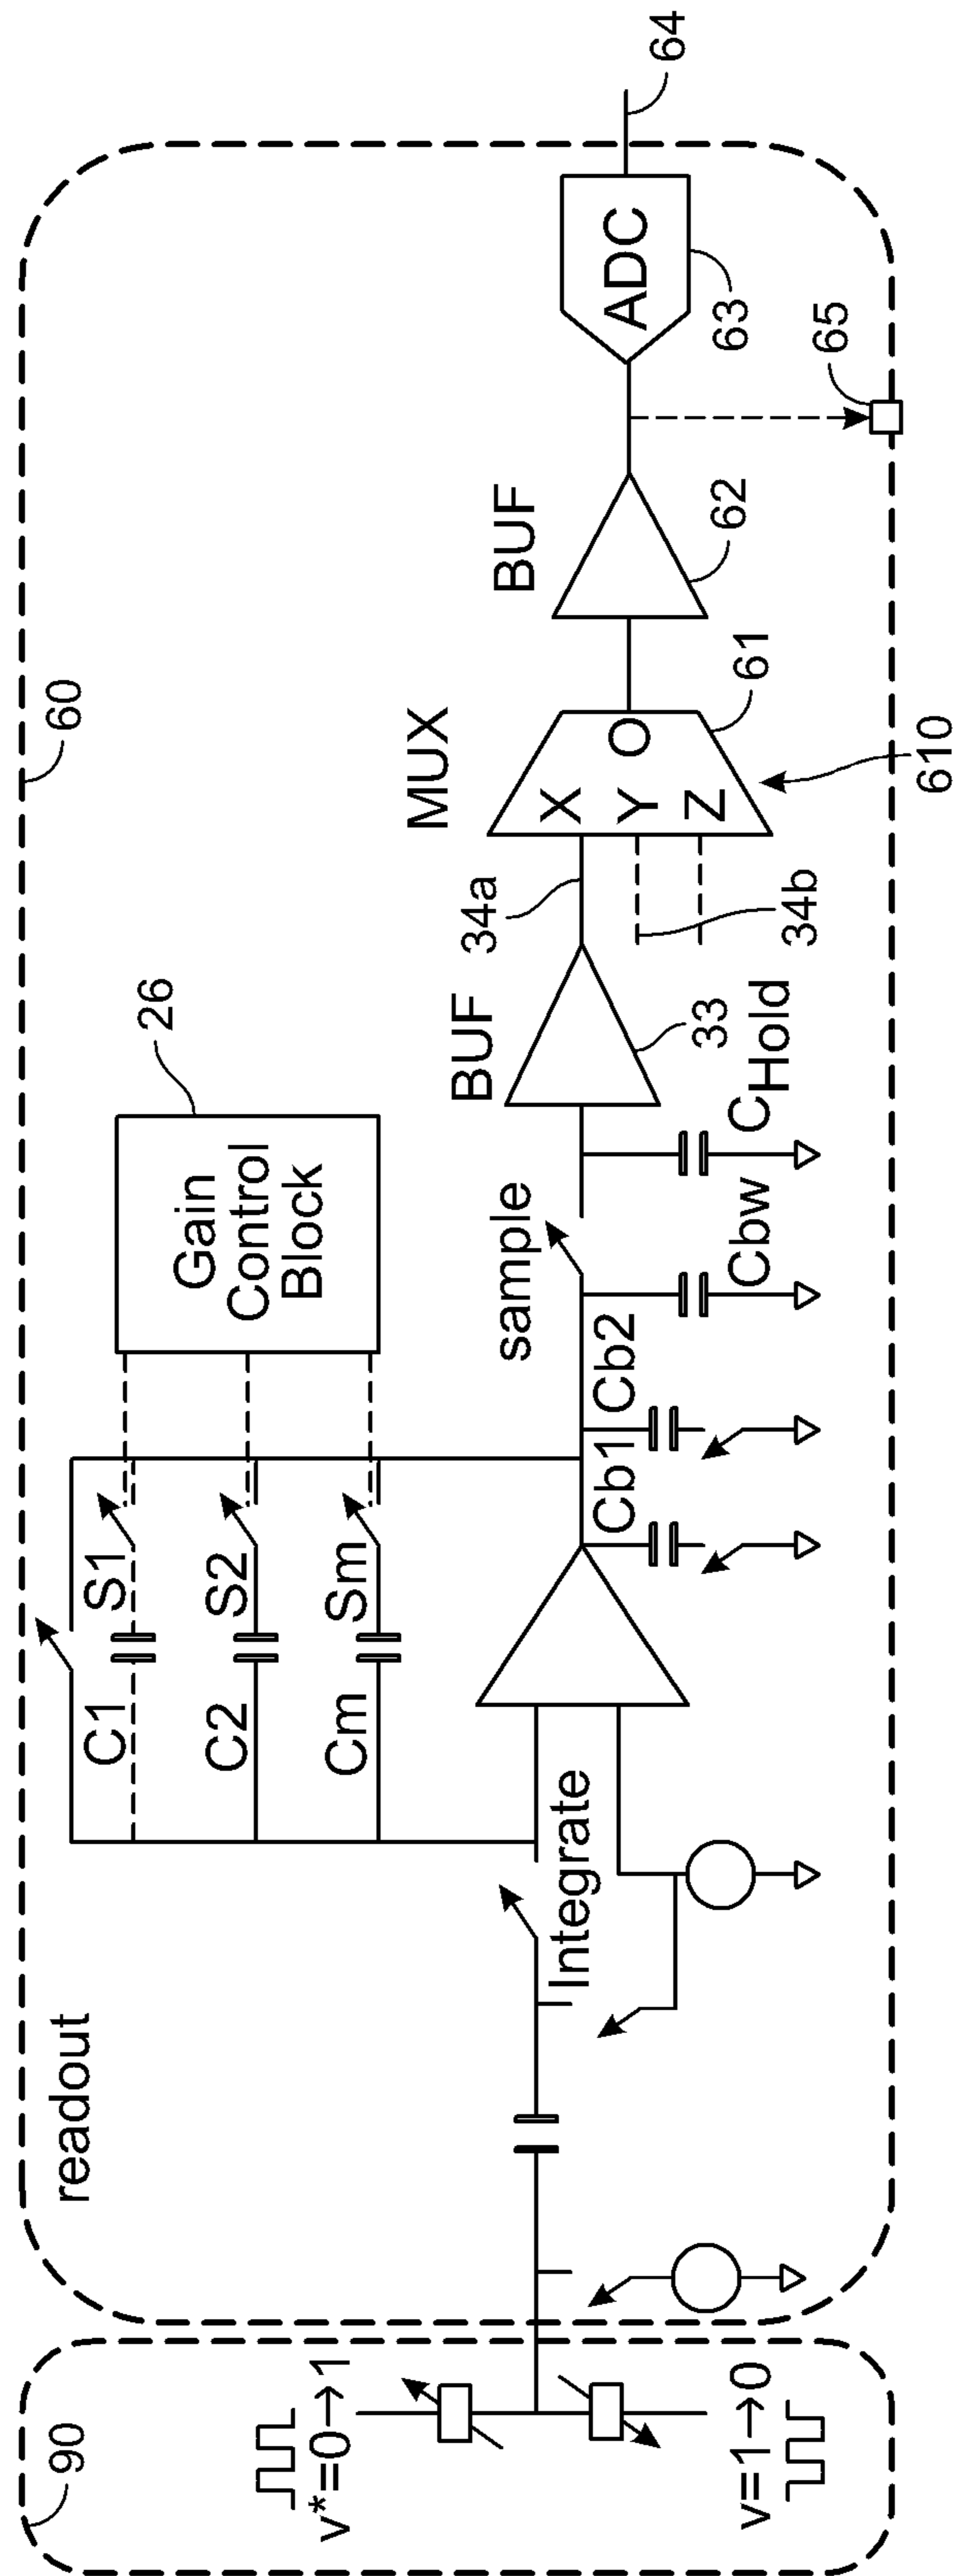 90
v*=0→1
v=1→0
readout
60
Integrate
C1
S1
C2
S2
Cm
Sm
Gain
Control
Block
26
Cb1
Cb2
sample
Cbw
CHold
BUF
33
34a
34b
MUX
X
Y
Z
O
61
610
BUF
62
ADC
63
64
65